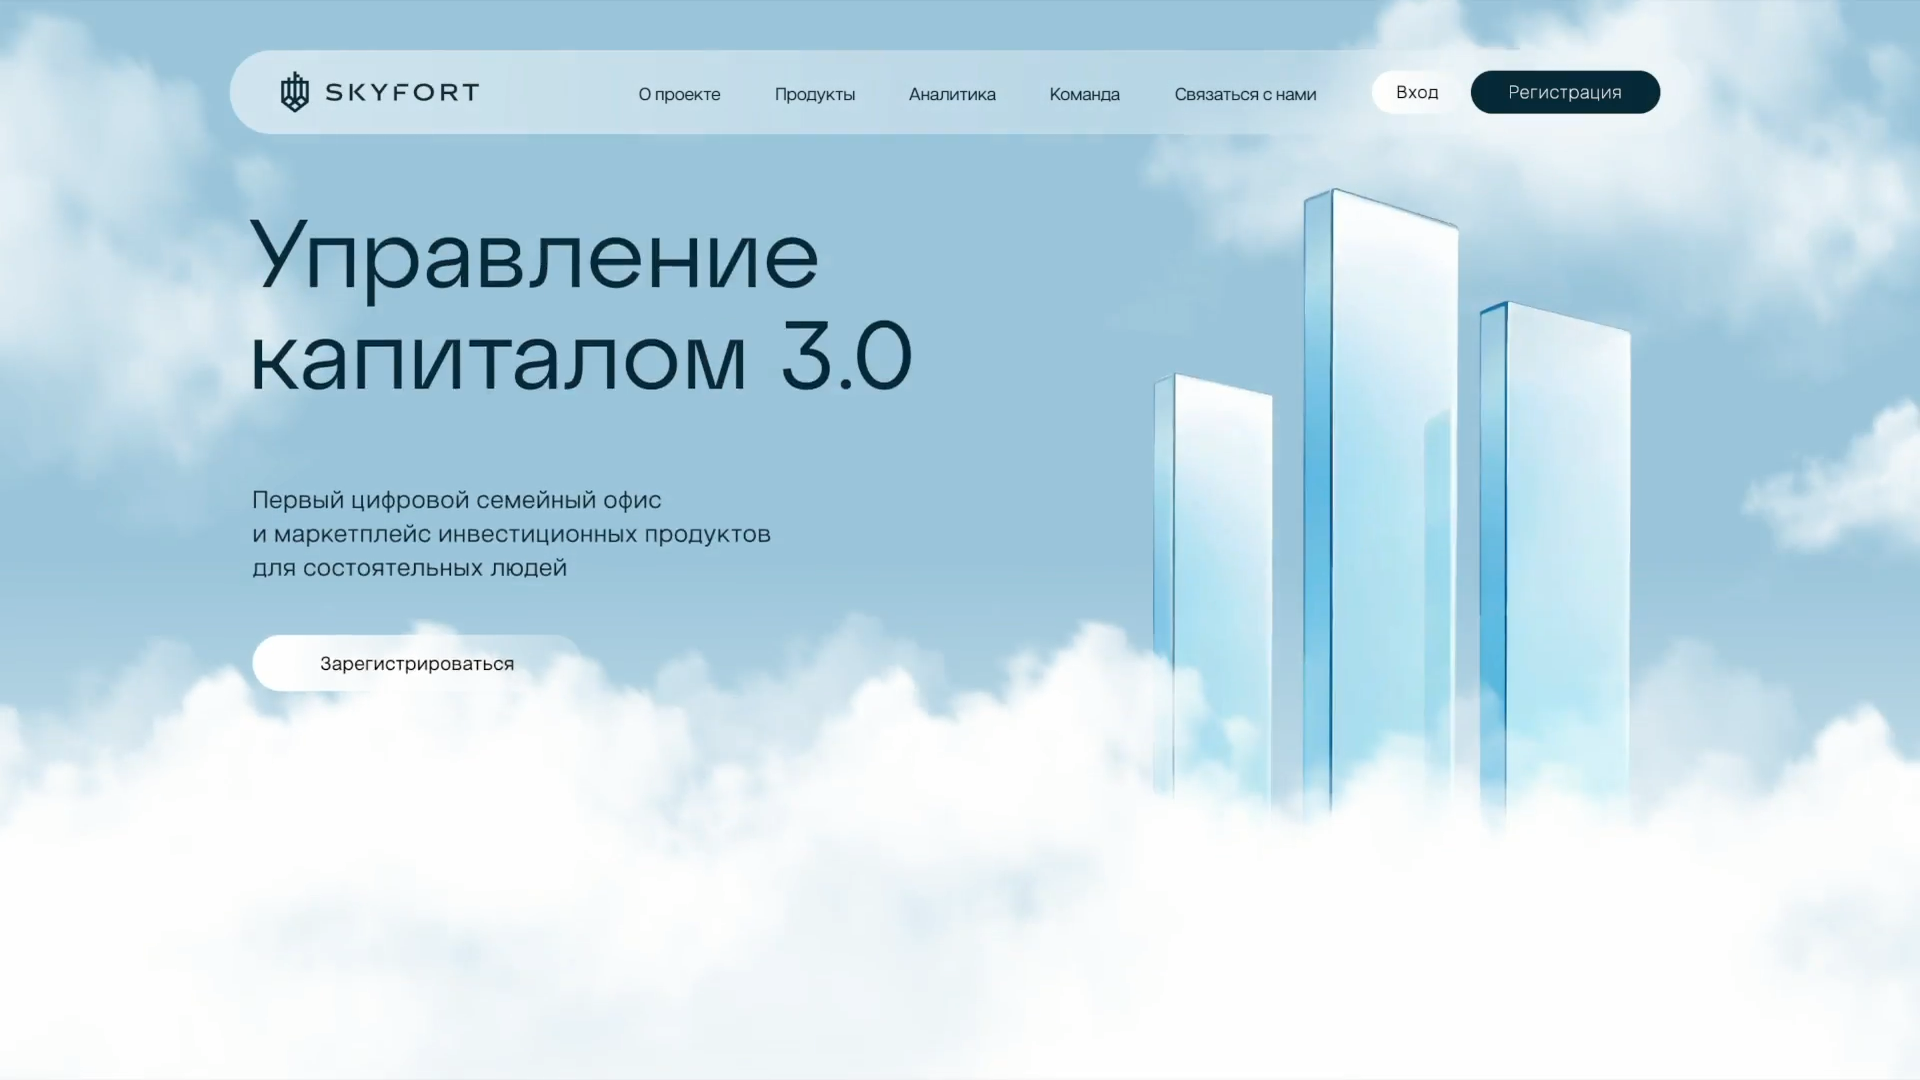 SKYFORT
О проекте
Продукты
Аналитика
Команда
Связаться с нами
Вход
Регистрация
Управление
капиталом 3.0
Первый цифровой семейный офис
и маркетплейс инвестиционных продуктов
для состоятельных людей
Зарегистрироваться